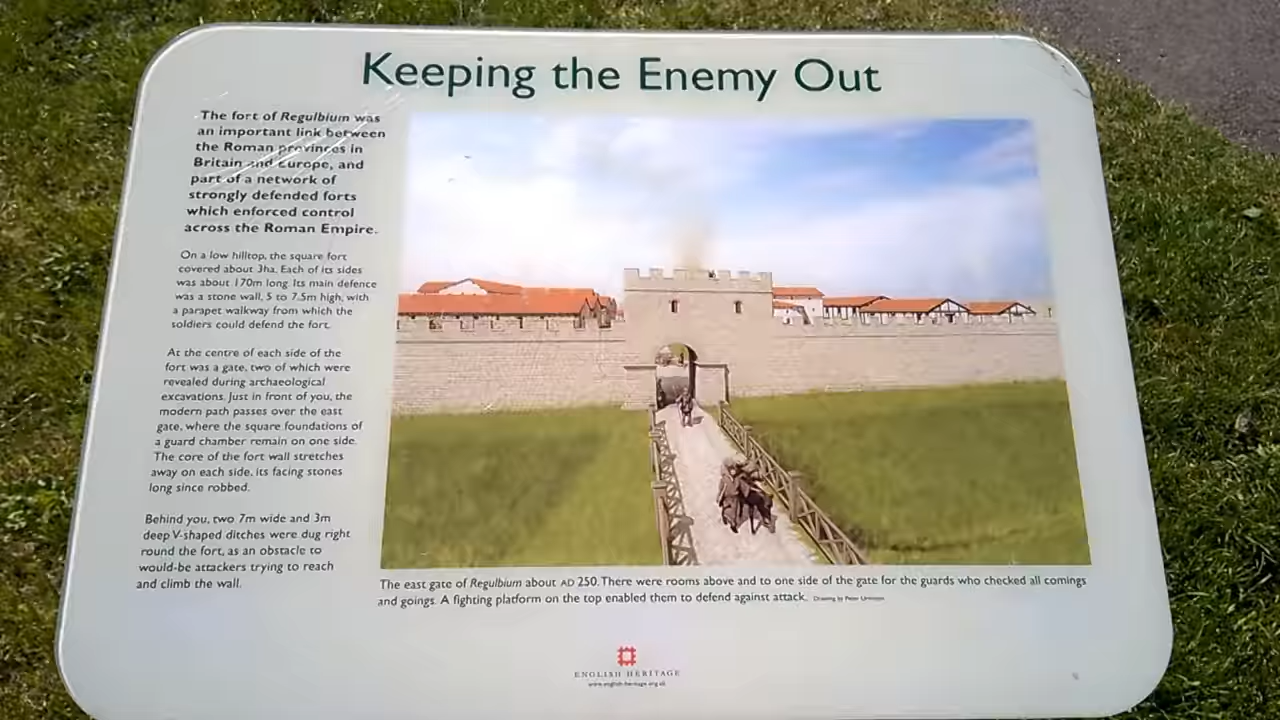 Keeping the Enemy Out
The fort of Regulbium was
an important link between
the Roman provinces in
Britain and Europe, and
part of a network of
strongly defended forts
which enforced control
across the Roman Empire.
On a low hilltop, the square fort
covered about 3ha. Each of its sides
was about 170m long. Its main defence
was a stone wall, 5 to 7.5m high, with
a parapet walkway from which the
soldiers could defend the fort.
At the centre of each side of the
fort was a gate, two of which were
revealed during archaeological
excavations. Just in front of you, the
modern path passes over the east
gate, where the square foundations of
a guard chamber remain on one side.
The core of the fort wall stretches
away on each side, its facing stones
long since robbed.
Behind you, two 7m wide and 3m
deep V-shaped ditches were dug right
round the fort, as an obstacle to
would-be attackers trying to reach
and climb the wall.
The east gate of Regulbium about AD 250. There were rooms above and to one side of the gate for the guards who checked all comings
and goings. A fighting platform on the top enabled them to defend against attack. Drawing by Peter
ENGLISH HERITAGE
www.english-heritage.org.uk